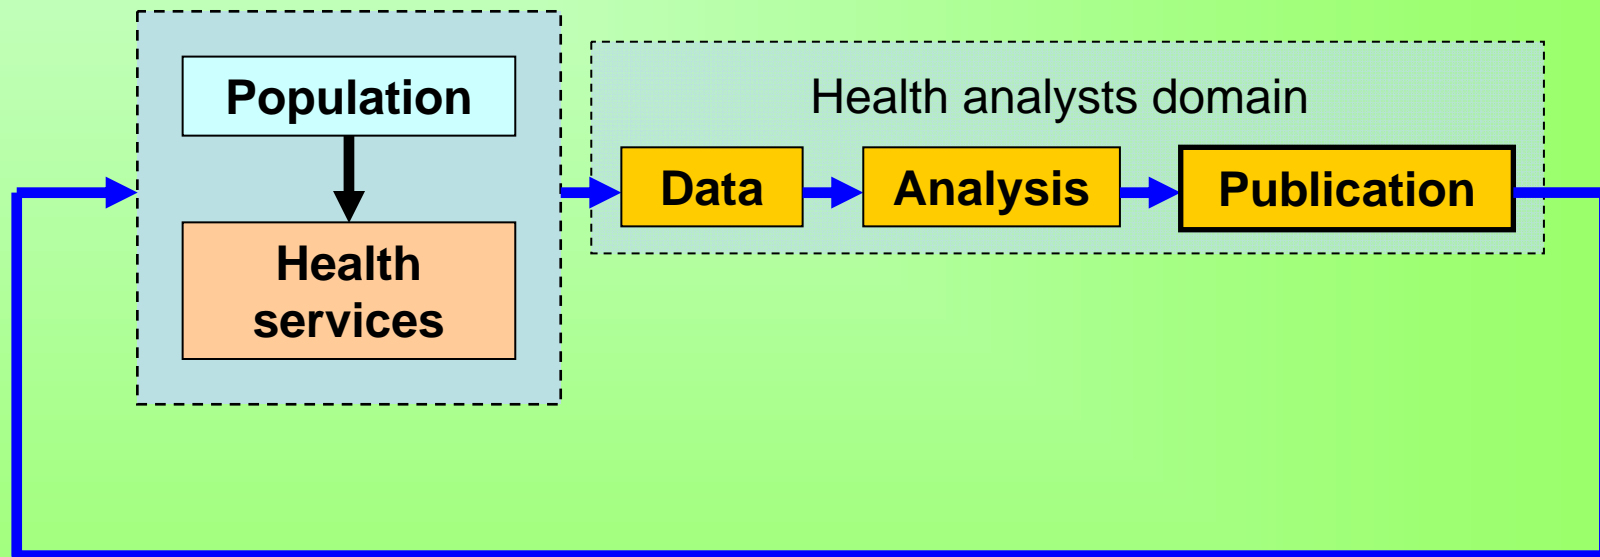 Population
Health
services
Health analysts domain
Data
Analysis
Publication